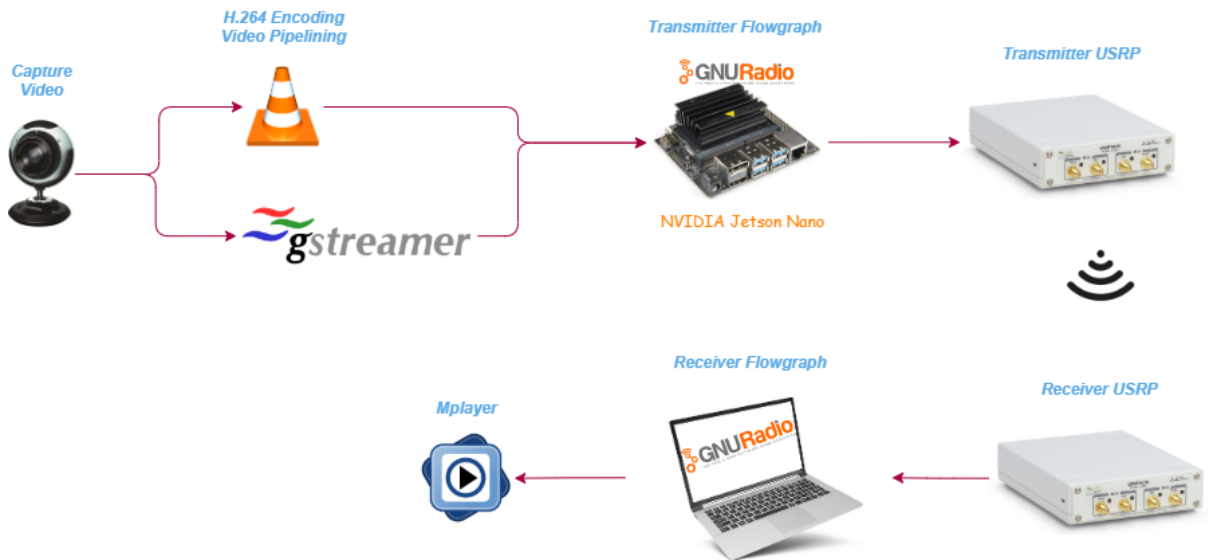 H.264 Encoding
Video Pipelining
Transmitter Flowgraph
Transmitter USRP
Capture
Video
GNURadio
gstreamer
NVIDIA Jetson Nano
Receiver Flowgraph
Receiver USRP
Mplayer
GNURadio